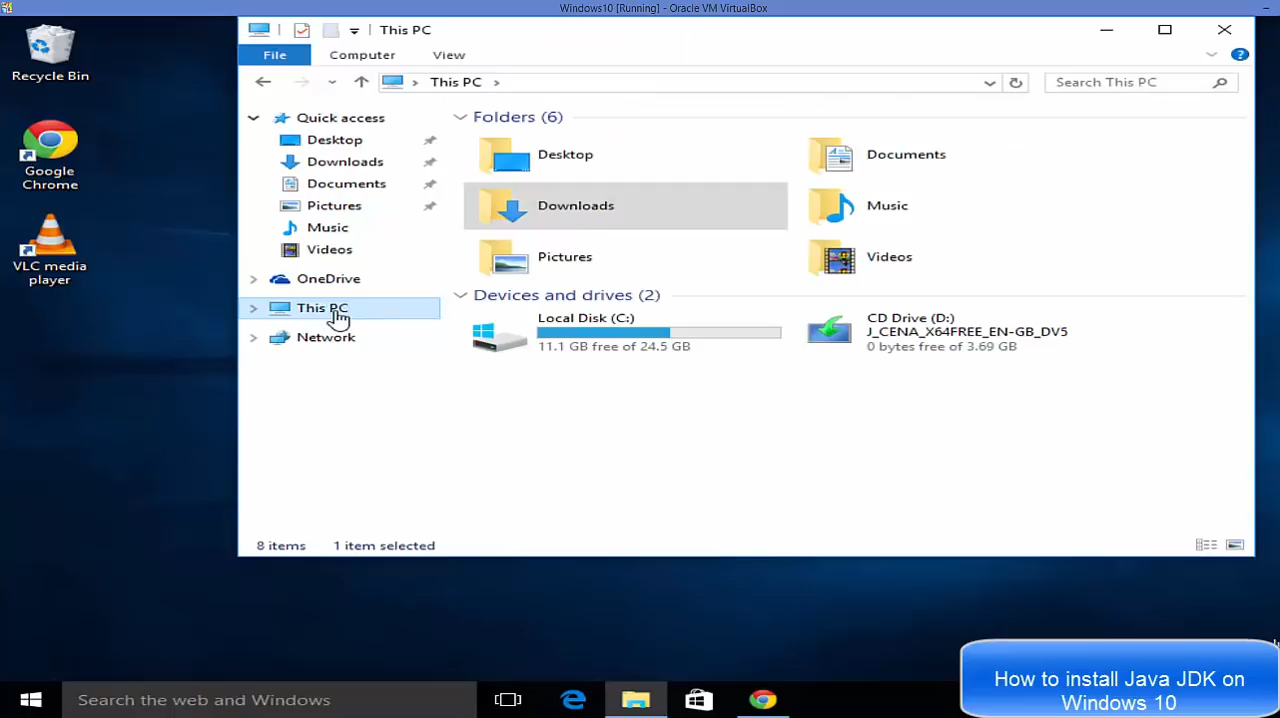 Windows10 [Running] - Oracle VM VirtualBox
Recycle Bin
Google
Chrome
VLC media
player
This PC
File
Computer
View
This PC
Search This PC
Quick access
Desktop
Downloads
Documents
Pictures
Music
Videos
OneDrive
This PC
Network
Folders (6)
Desktop
Documents
Downloads
Music
Pictures
Videos
Devices and drives (2)
Local Disk (C:)
11.1 GB free of 24.5 GB
CD Drive (D:)
J_CENA_X64FREE_EN-GB_DV5
0 bytes free of 3.69 GB
8 items
1 item selected
Search the web and Windows
How to install Java JDK on
Windows 10